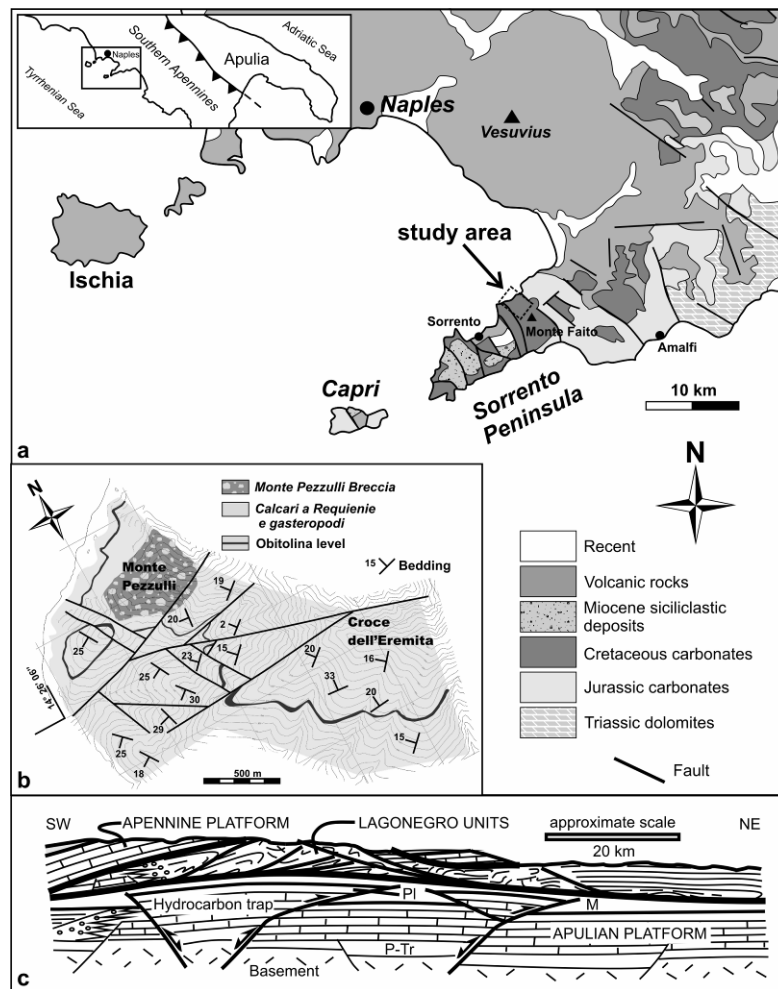 Adriatic Sea
Southern Apennines
Apulia
Naples
Tyrrhenian Sea
Naples
Vesuvius
Ischia
study area
Sorrento
Monte Faito
Amalfi
Capri
Sorrento
Peninsula
10 km
a
N
Monte Pezzulli Breccia
Calcari a Requienie
e gasteropodi
Obitolina level
15
Bedding
Monte
Pezzulli
19
20
2
15
Croce
dell'Eremita
25
23
20
16
25
33
30
20
29
15
25
18
14° 26' 06"
500 m
b
N
Recent
Volcanic rocks
Miocene siciliclastic
deposits
Cretaceous carbonates
Jurassic carbonates
Triassic dolomites
Fault
SW
APENNINE PLATFORM
LAGONEGRO UNITS
approximate scale
20 km
NE
Hydrocarbon trap
Pl
M
APULIAN PLATFORM
P-Tr
Basement
c